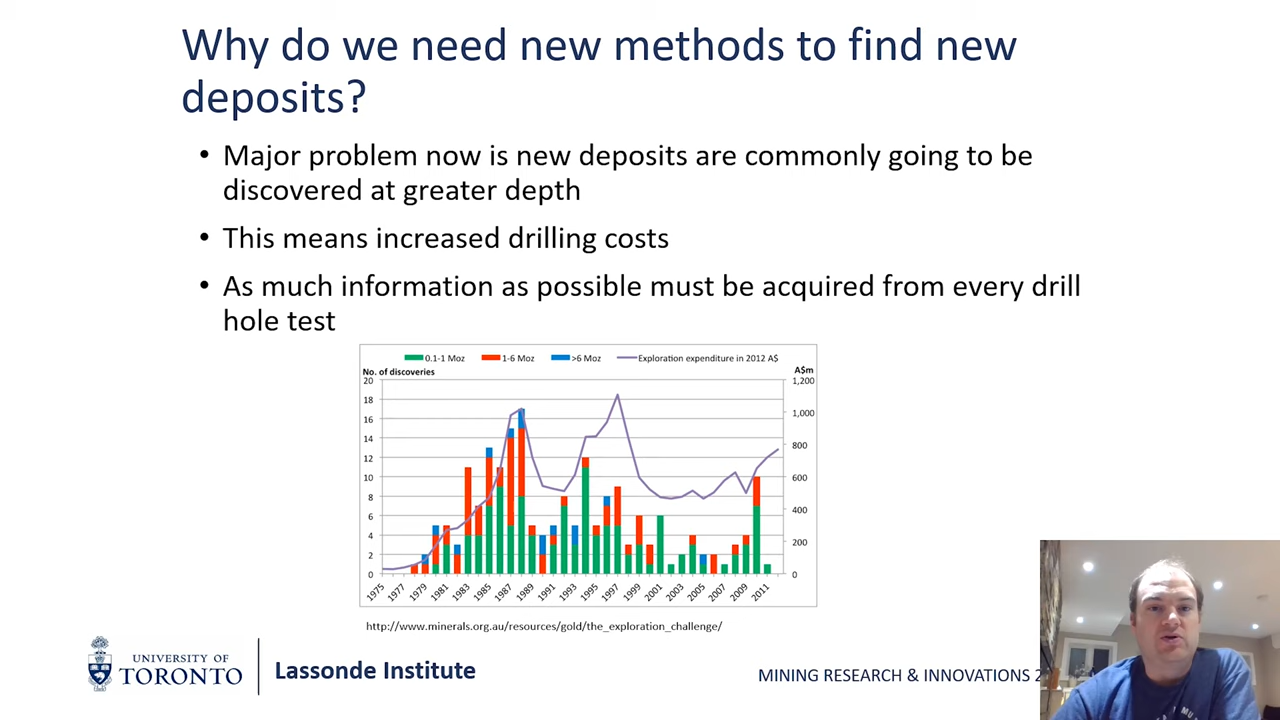 Why do we need new methods to find new
deposits?
• Major problem now is new deposits are commonly going to be
discovered at greater depth
• This means increased drilling costs
• As much information as possible must be acquired from every drill
hole test
0.1-1 Moz 1-6 Moz >6 Moz Exploration expenditure in 2012 A$
No. of discoveries A$m
20 1,200
18
16 1,000
14
12 800
10 600
8
6 400
4
2 200
0 0
1975 1977 1979 1981 1983 1985 1987 1989 1991 1993 1995 1997 1999 2001 2003 2005 2007 2009 2011
http://www.minerals.org.au/resources/gold/the_exploration_challenge/
UNIVERSITY OF
TORONTO
Lassonde Institute
MINING RESEARCH & INNOVATIONS 2